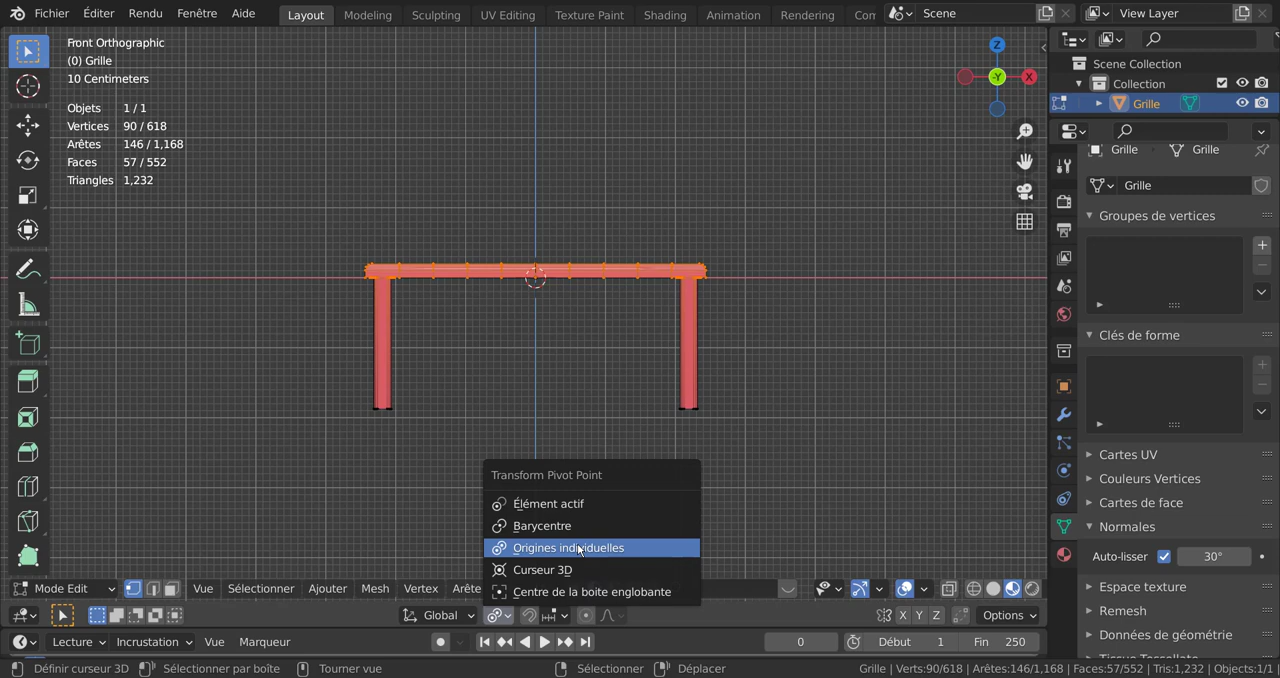 Fichier Éditer Rendu Fenêtre Aide Layout Modeling Sculpting UV Editing Texture Paint Shading Animation Rendering Com Scene View Layer
Front Orthographic
(0) Grille
10 Centimeters
Objets 1 / 1
Vertices 90 / 618
Arêtes 146 / 1,168
Faces 57 / 552
Triangles 1,232
Z
-Y
X
Scene Collection
Collection
Grille
Grille Grille
Grille
Groupes de vertices
Clés de forme
Cartes UV
Couleurs Vertices
Cartes de face
Normales
Auto-lisser 30°
Espace texture
Remesh
Données de géométrie
Transform Pivot Point
Élément actif
Barycentre
Origines individuelles
Curseur 3D
Centre de la boite englobante
Mode Edit Vue Sélectionner Ajouter Mesh Vertex Arête
Global X Y Z Options
Lecture Incrustation Vue Marqueur 0 Début 1 Fin 250
Définir curseur 3D Sélectionner par boîte Tourner vue Sélectionner Déplacer Grille | Verts:90/618 | Arêtes:146/1,168 | Faces:57/552 | Tris:1,232 | Objects:1/1